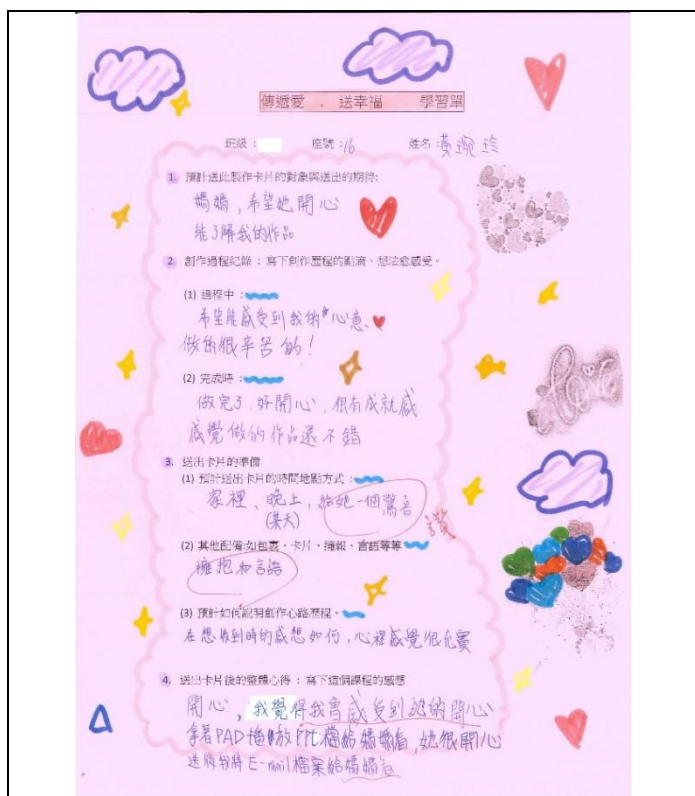 傳遞愛 . 送幸福 學習單
班級： 座號：16 姓名：黃琬玲
1. 預計送此製作卡片的對象與送出的期待:
媽媽，希望她開心
能了解我的作品
2. 創作過程紀錄：寫下創作歷程的點滴、想法愈感受。
(1) 過程中：
希望能感受到我的心意
做的很辛苦的！
(2) 完成時：
做完了，好開心，很有成就感
感覺做的作品還不錯
3. 送出卡片的準備
(1) 預計送出卡片的時間地點方式：
家裡、晚上，給她一個驚喜
(某天)
讚
(2) 其他配備:如包裹、卡片、播報、言語等等
擁抱和言語
(3) 預計如何說明創作心路歷程。
在想收到時的感想如何，心裡感覺很充實
4. 送出卡片後的整體心得：寫下這個課程的感想
開心，我覺得我會感受到她的開心
拿著PAD播放PPT檔給媽媽看，她很開心
送後我將E-mail檔案給媽媽
love